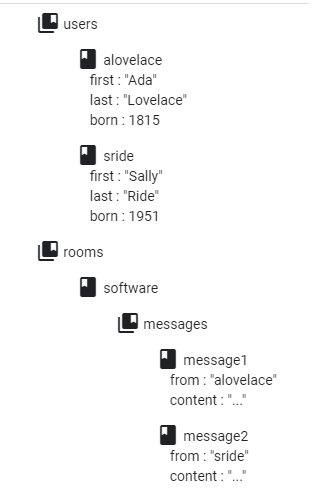 users
alovelace
first : "Ada"
last : "Lovelace"
born : 1815
sride
first : "Sally"
last : "Ride"
born : 1951
rooms
software
messages
message1
from : "alovelace"
content : "..."
message2
from : "sride"
content : "..."